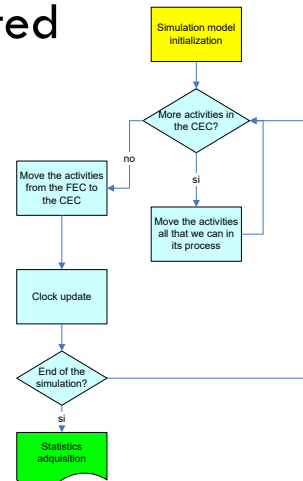 red
Simulation model
initialization
More activities in
the CEC?
no
si
Move the activities
from the FEC to
the CEC
Move the activities
all that we can in
its process
Clock update
End of the
simulation?
si
Statistics
adquisition